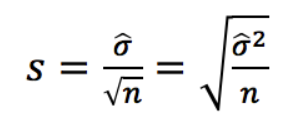 s = σ̂/√n = √(σ̂²/n)